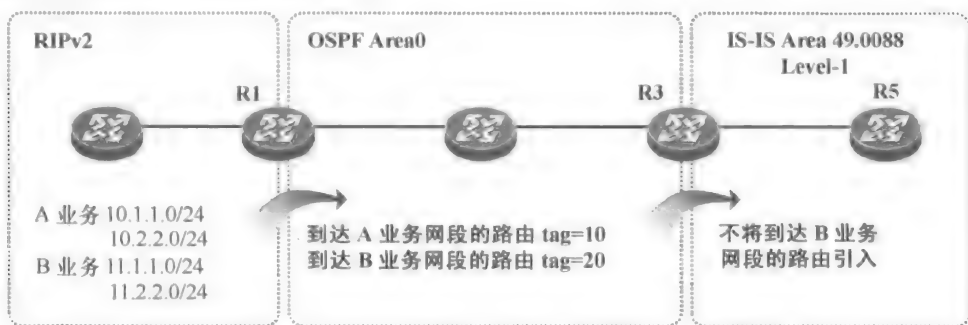 RIPv2
OSPF Area0
IS-IS Area 49.0088
Level-1
R1
R3
R5
A 业务 10.1.1.0/24
10.2.2.0/24
B 业务 11.1.1.0/24
11.2.2.0/24
到达 A 业务网段的路由 tag=10
到达 B 业务网段的路由 tag=20
不将到达 B 业务
网段的路由引入